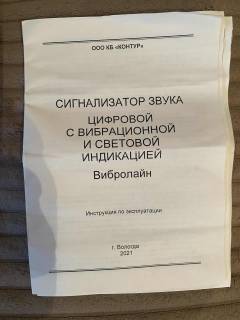 ООО КБ «КОНТУР»
СИГНАЛИЗАТОР ЗВУКА
ЦИФРОВОЙ
С ВИБРАЦИОННОЙ
И СВЕТОВОЙ
ИНДИКАЦИЕЙ
Вибролайн
Инструкция по эксплуатации
г. Вологда
2021